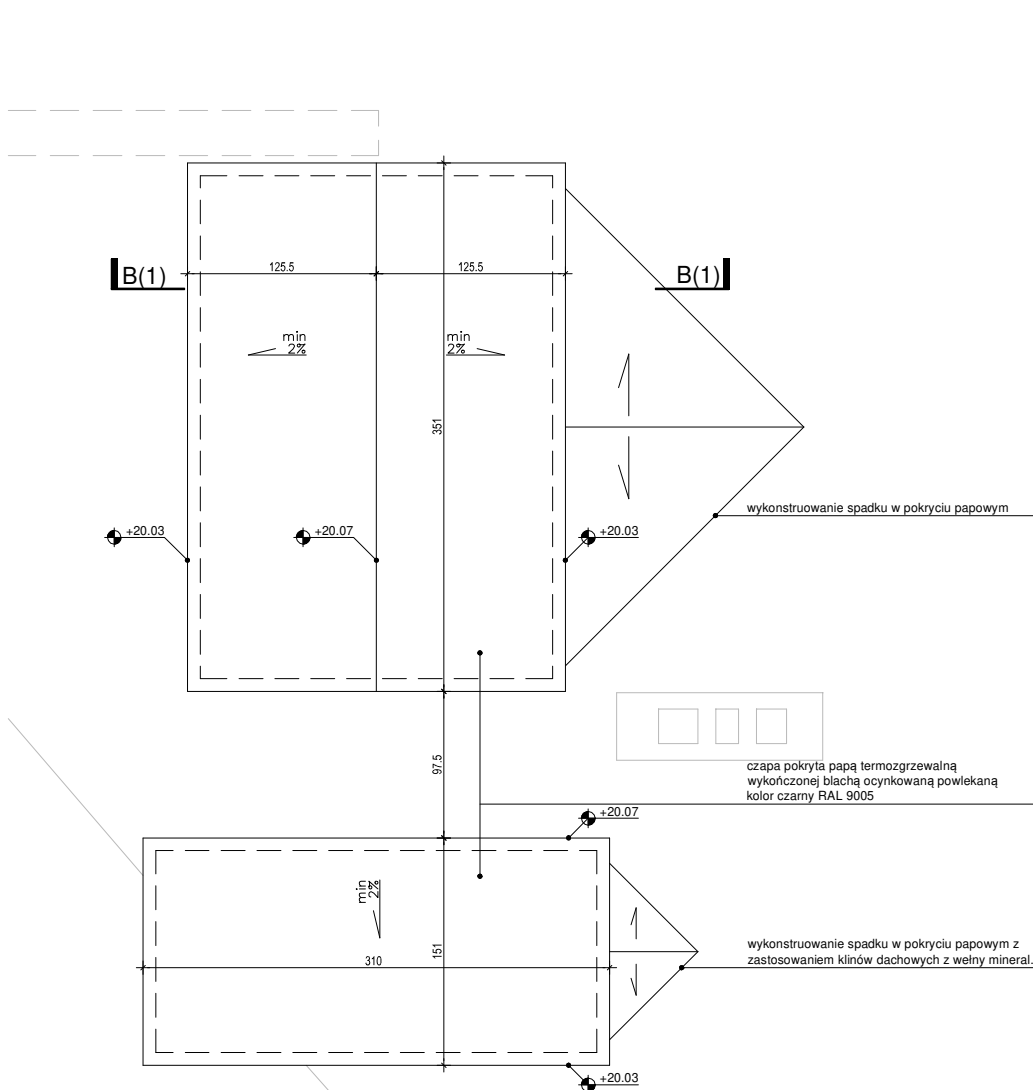 B(1)
125.5
125.5
B(1)
min
2%
min
2%
351
wykonstruowanie spadku w pokryciu papowym
+20.03
+20.07
+20.03
97.5
czapa pokryta papą termozgrzewalną
wykończonej blachą ocynkowaną powlekaną
kolor czarny RAL 9005
+20.07
min
2%
151
310
wykonstruowanie spadku w pokryciu papowym z
zastosowaniem klinów dachowych z wełny mineral.
+20.03